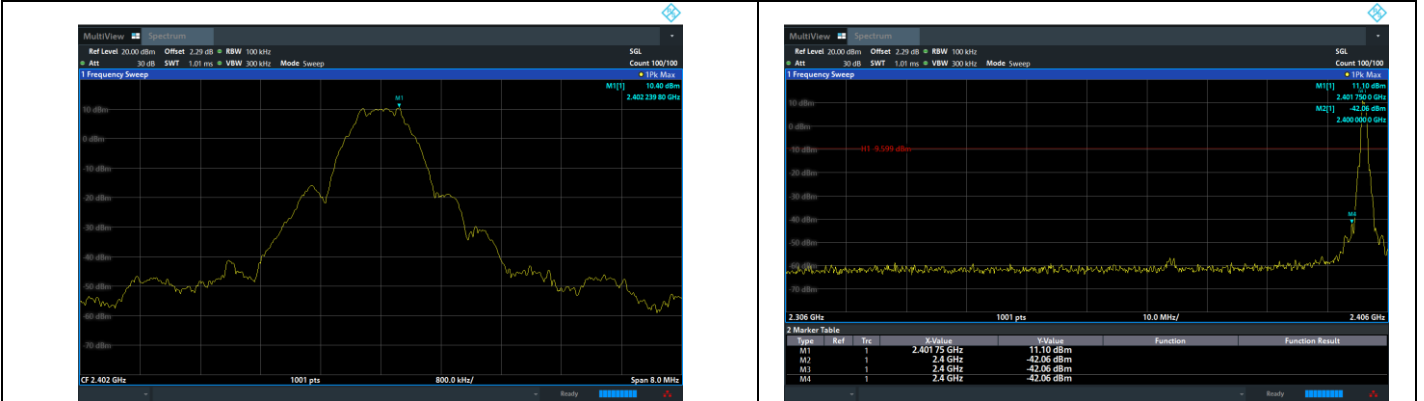 MultiView Spectrum
Ref Level 20.00 dBm Offset 2.29 dB RBW 100 kHz SGL
Att 30 dB SWT 1.01 ms VBW 300 kHz Mode Sweep Count 100/100
1 Frequency Sweep 1Pk Max
M1[1] 10.40 dBm
2.402 239 80 GHz
M1
10 dBm
0 dBm
-10 dBm
-20 dBm
-30 dBm
-40 dBm
-50 dBm
-60 dBm
-70 dBm
CF 2.402 GHz 1001 pts 800.0 kHz/ Span 8.0 MHz
Ready
MultiView Spectrum
Ref Level 20.00 dBm Offset 2.29 dB RBW 100 kHz SGL
Att 30 dB SWT 1.01 ms VBW 300 kHz Mode Sweep Count 100/100
1 Frequency Sweep 1Pk Max
M1[1] 11.10 dBm
2.401 750 0 GHz
M2[1] -42.06 dBm
2.400 000 0 GHz
10 dBm
0 dBm
-10 dBm
H1 -9.599 dBm
-20 dBm
-30 dBm
-40 dBm
M4
-50 dBm
-60 dBm
-70 dBm
2.306 GHz 1001 pts 10.0 MHz/ 2.406 GHz
2 Marker Table
Type Ref Trc X-Value Y-Value Function Function Result
M1 1 2.401 75 GHz 11.10 dBm
M2 1 2.4 GHz -42.06 dBm
M3 1 2.4 GHz -42.06 dBm
M4 1 2.4 GHz -42.06 dBm
Ready